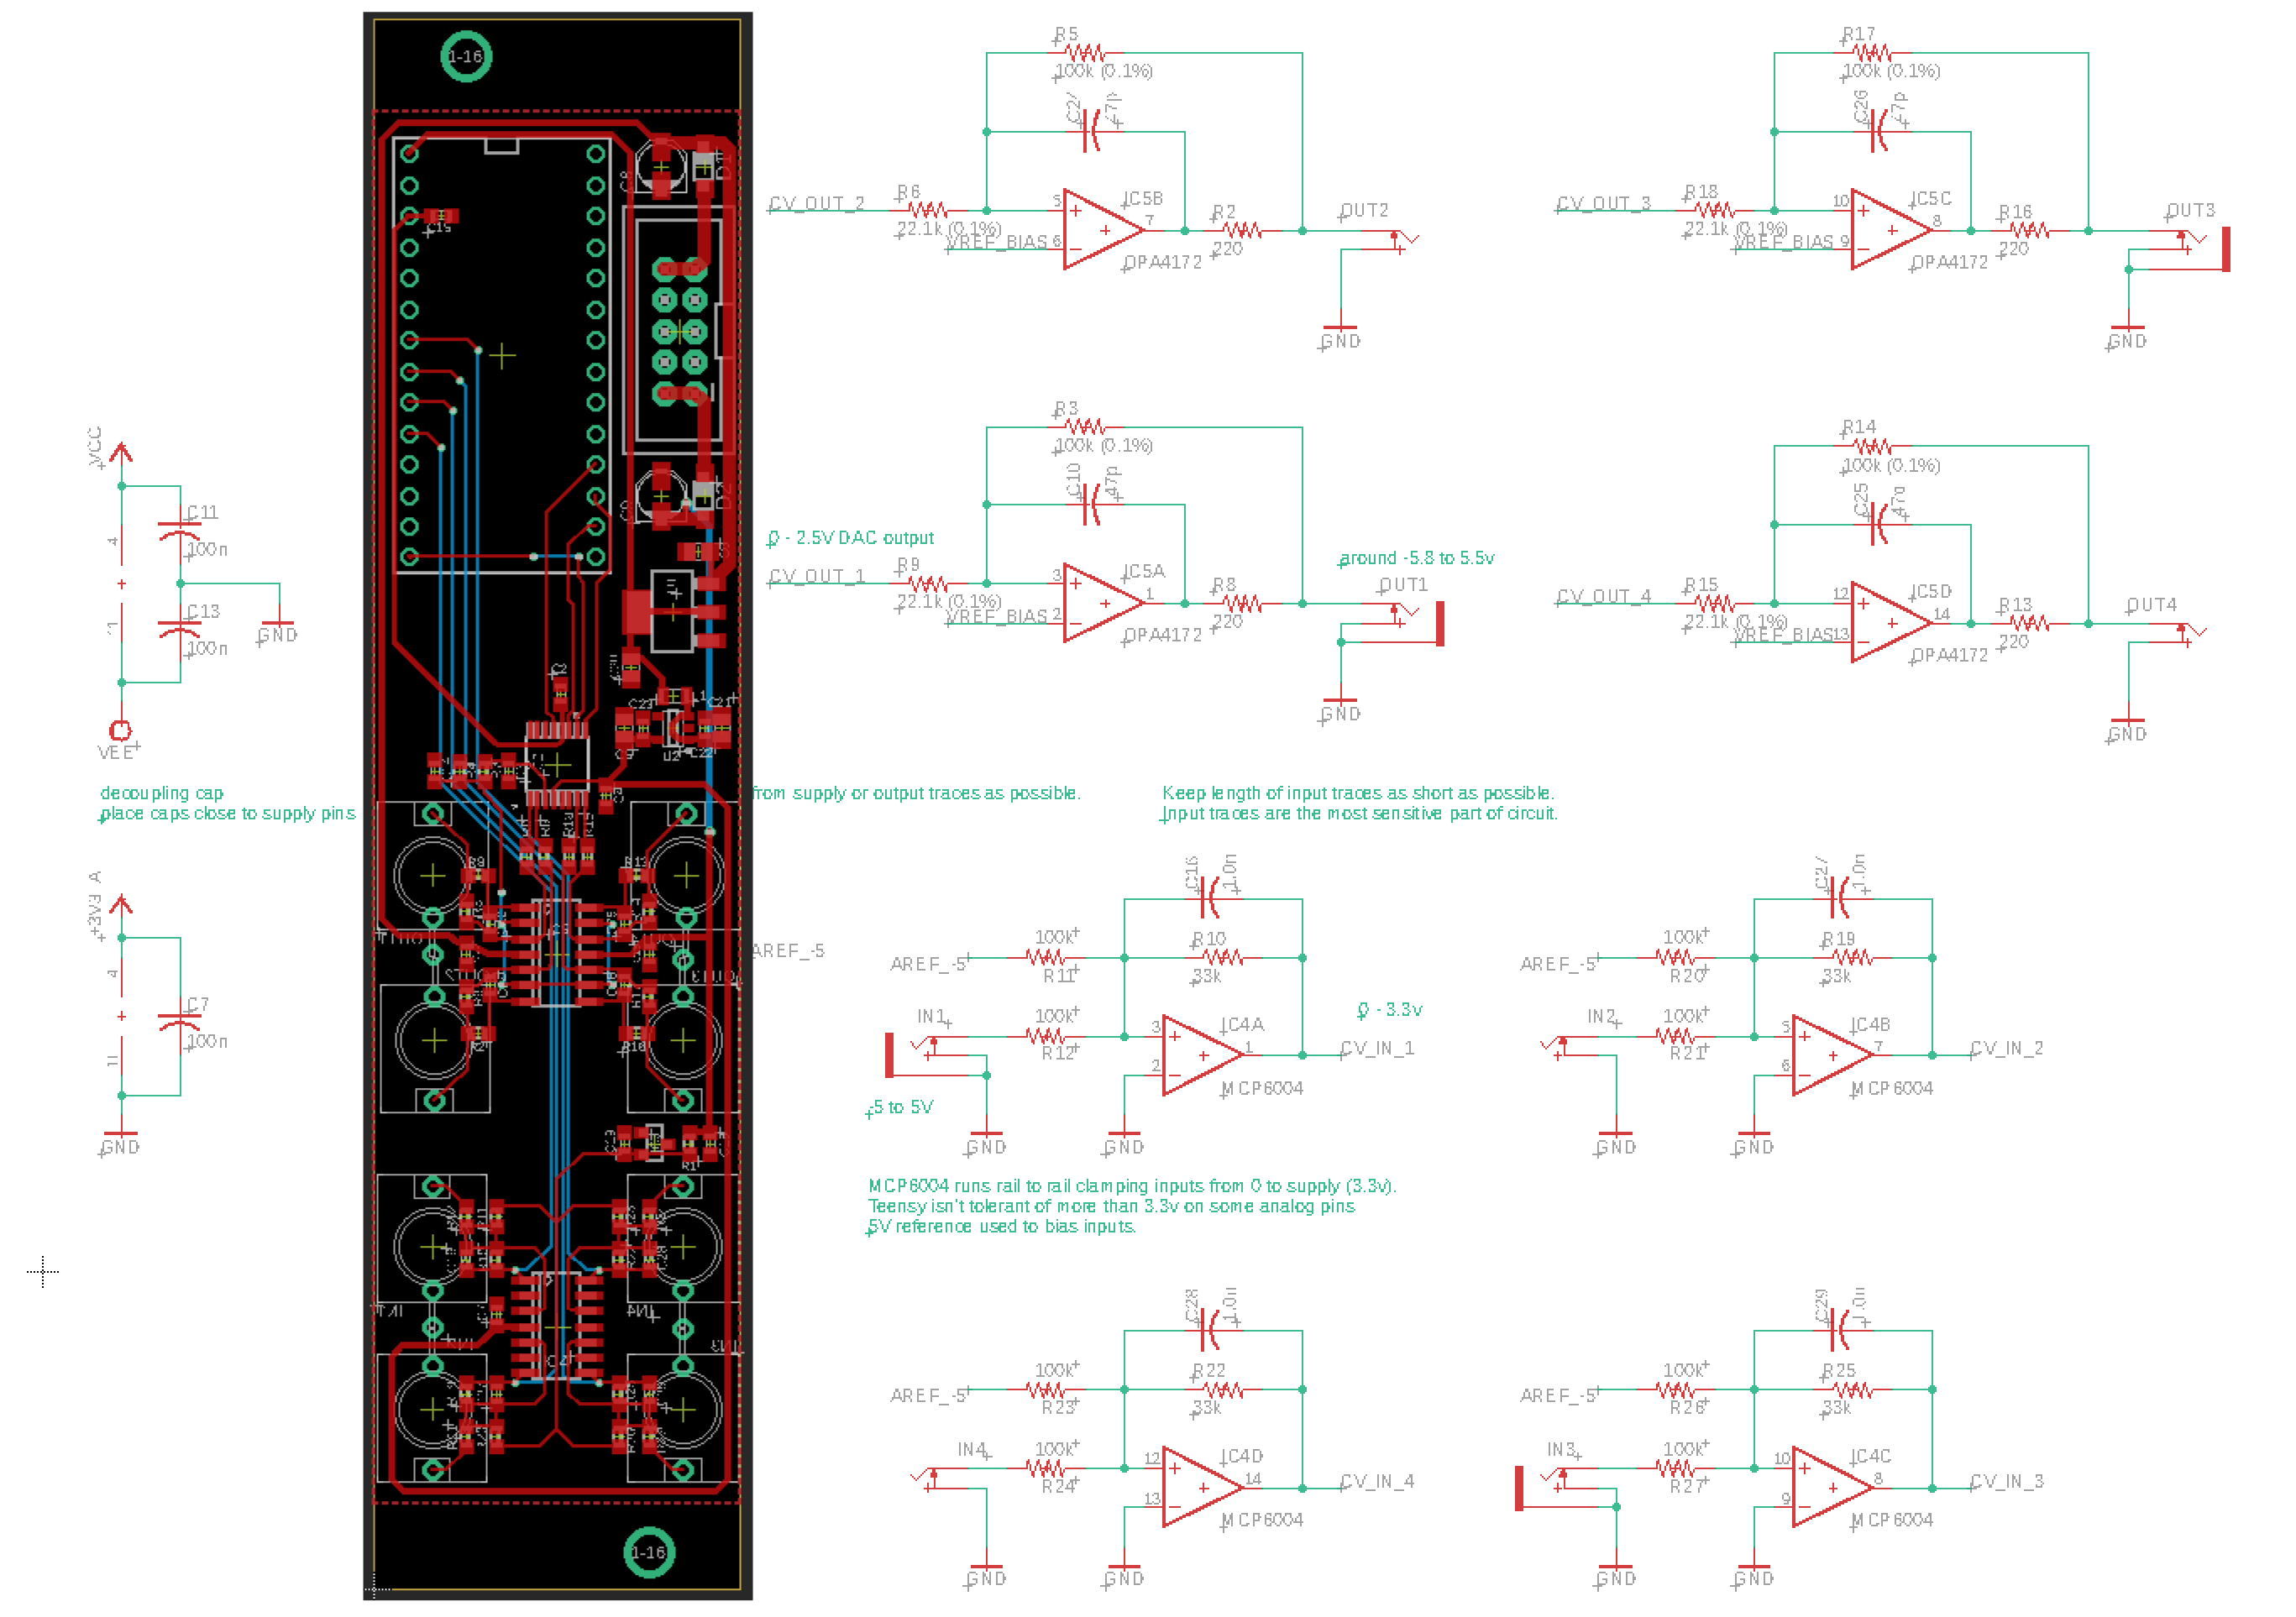 1-16
R5
100k (0.1%)
47p
CV_OUT_2
R6
22.1k (0.1%)
VREF_BIAS
5
6
7
IC5B
OPA4172
R2
220
OUT2
GND
R17
100k (0.1%)
C26
47p
CV_OUT_3
R18
22.1k (0.1%)
VREF_BIAS
10
9
8
IC5C
OPA4172
R16
220
OUT3
GND
R3
100k (0.1%)
C10
47p
0 - 2.5V DAC output
CV_OUT_1
R9
22.1k (0.1%)
VREF_BIAS
3
2
1
IC5A
OPA4172
R8
220
around -5.8 to 5.5v
OUT1
GND
R14
100k (0.1%)
C25
47p
CV_OUT_4
R15
22.1k (0.1%)
VREF_BIAS
12
13
14
IC5D
OPA4172
R13
220
OUT4
GND
VCC
4
11
C11
100n
C13
100n
GND
VEE
decoupling cap
place caps close to supply pins
from supply or output traces as possible.
Keep length of input traces as short as possible.
Input traces are the most sensitive part of circuit.
+3V3_A
4
11
C7
100n
GND
AREF_-5
C16
1.0n
AREF_-5
100k
R11
R10
33k
IN1
100k
R12
3
2
1
IC4A
MCP6004
0 - 3.3v
CV_IN_1
-5 to 5V
GND
GND
1.0n
AREF_-5
100k
R20
R19
33k
IN2
100k
R21
5
6
7
IC4B
MCP6004
CV_IN_2
GND
GND
MCP6004 runs rail to rail clamping inputs from 0 to supply (3.3v).
Teensy isn't tolerant of more than 3.3v on some analog pins
5V reference used to bias inputs.
C28
1.0n
AREF_-5
100k
R23
R22
33k
IN4
100k
R24
12
13
14
IC4D
MCP6004
CV_IN_4
GND
GND
C29
1.0n
AREF_-5
100k
R26
R25
33k
IN3
100k
R27
10
9
8
IC4C
MCP6004
CV_IN_3
GND
GND
1-16